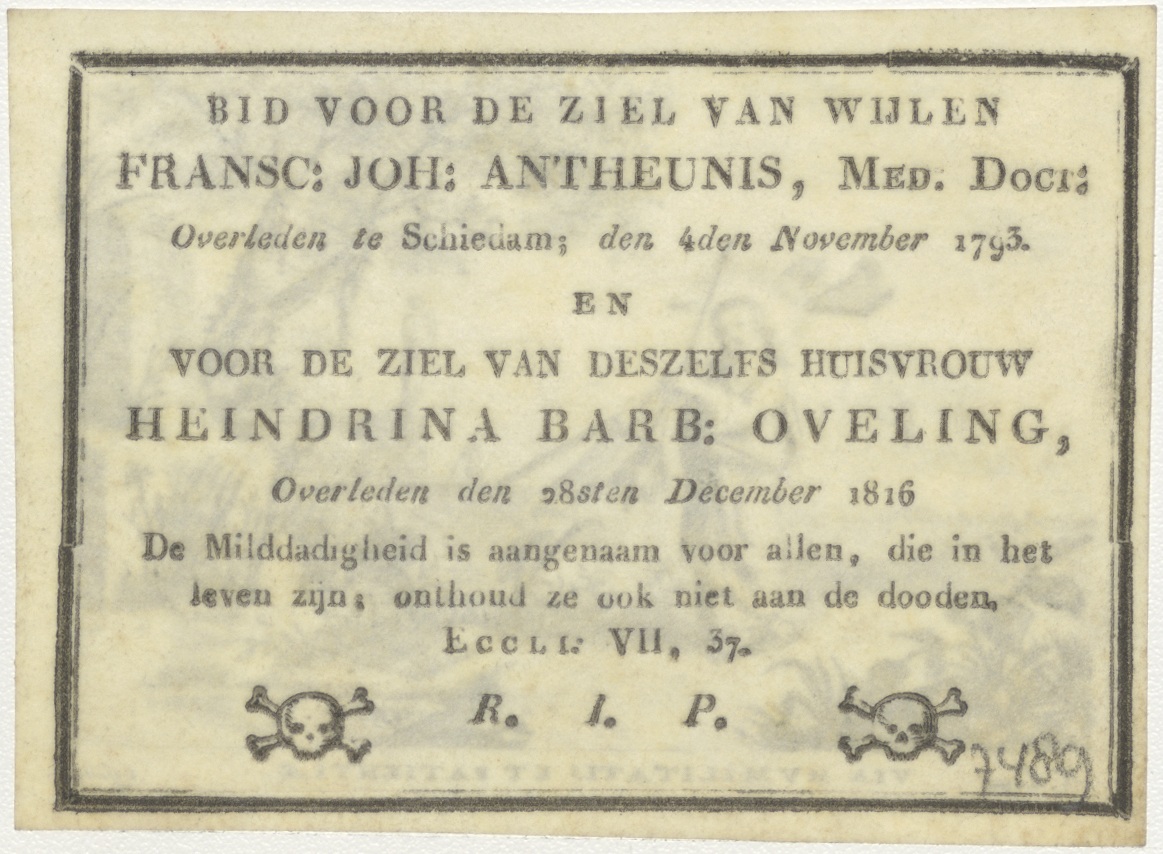 BID VOOR DE ZIEL VAN WIJLEN
FRANSC: JOH: ANTHEUNIS, MED. DOCT:
Overleden te Schiedam; den 4den November 1793.
EN
VOOR DE ZIEL VAN DESZELFS HUISVROUW
HEINDRINA BARB: OVELING,
Overleden den 28sten December 1816
De Milddadigheid is aangenaam voor allen, die in het
leven zijn; onthoud ze ook niet aan de dooden.
ECCLI: VII, 37.
R. I. P.
7489